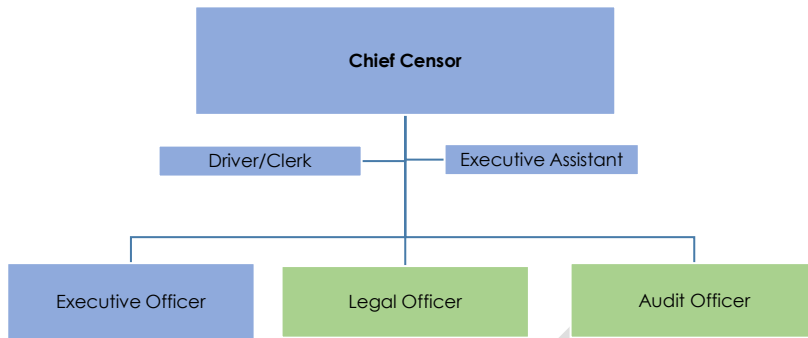 Chief Censor
Driver/Clerk
Executive Assistant
Executive Officer
Legal Officer
Audit Officer